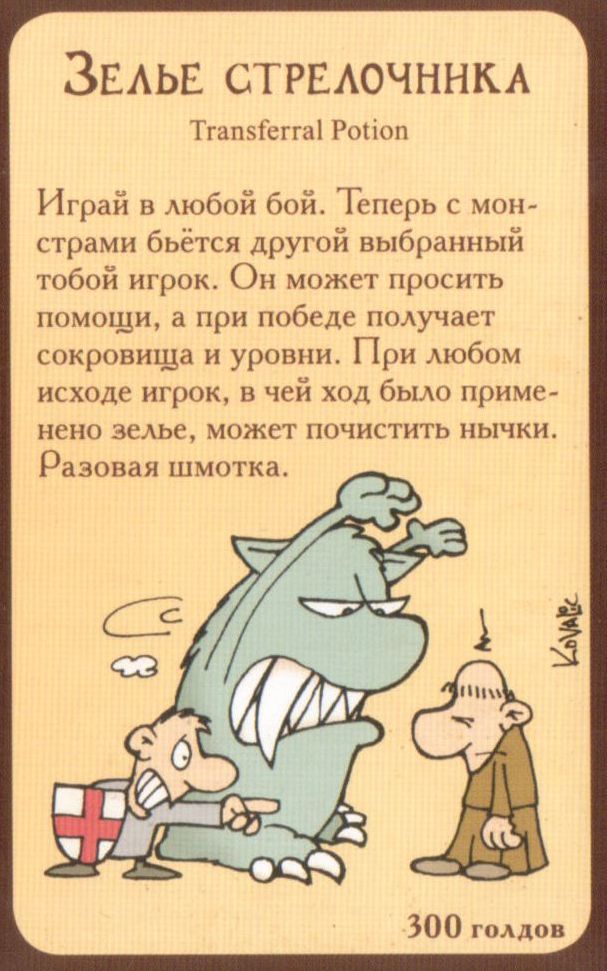 Зелье стрелочника
Transferral Potion
Играй в любой бой. Теперь с мон-
страми бьётся другой выбранный
тобой игрок. Он может просить
помощи, а при победе получает
сокровища и уровни. При любом
исходе игрок, в чей ход было приме-
нено зелье, может почистить нычки.
Разовая шмотка.
Kovalic
300 голдов